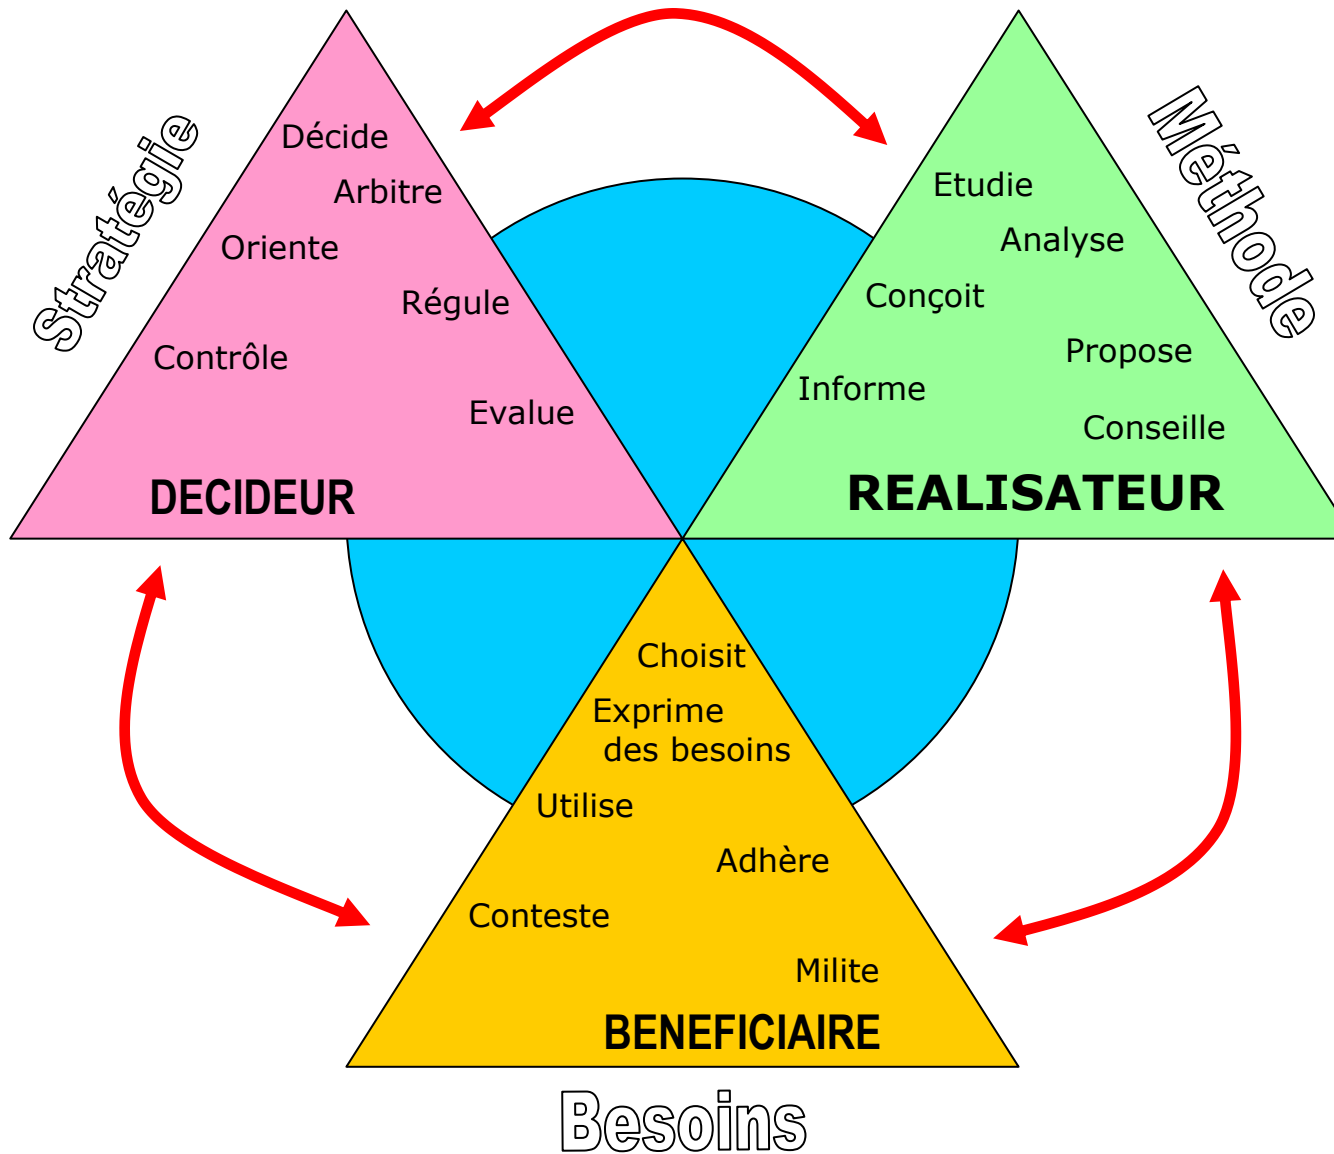 Stratégie
Décide
Arbitre
Oriente
Régule
Contrôle
Evalue
DECIDEUR
Méthode
Etudie
Analyse
Conçoit
Propose
Informe
Conseille
REALISATEUR
Choisit
Exprime
des besoins
Utilise
Adhère
Conteste
Milite
BENEFICIAIRE
Besoins